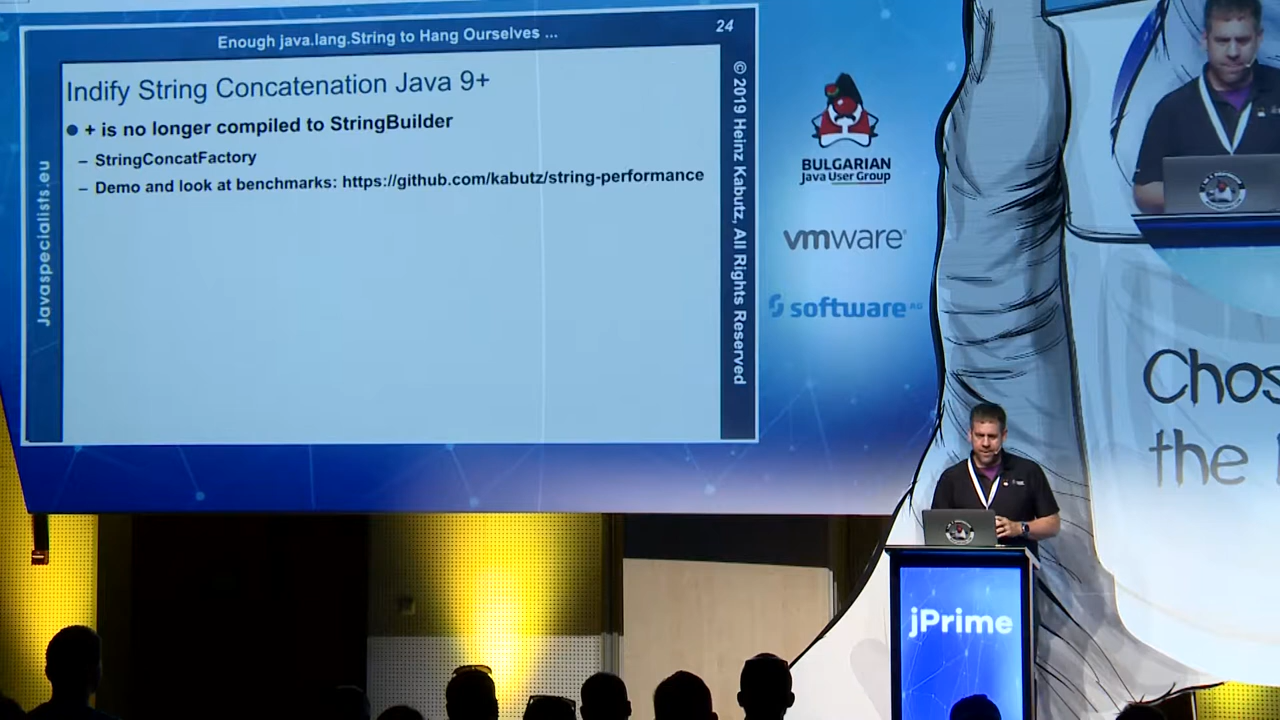 Enough java.lang.String to Hang Ourselves ...
24
Indify String Concatenation Java 9+
+ is no longer compiled to StringBuilder
– StringConcatFactory
– Demo and look at benchmarks: https://github.com/kabutz/string-performance
Javaspecialists.eu
© 2019 Heinz Kabutz, All Rights Reserved
BULGARIAN
Java User Group
vmware
software AG
the
jPrime